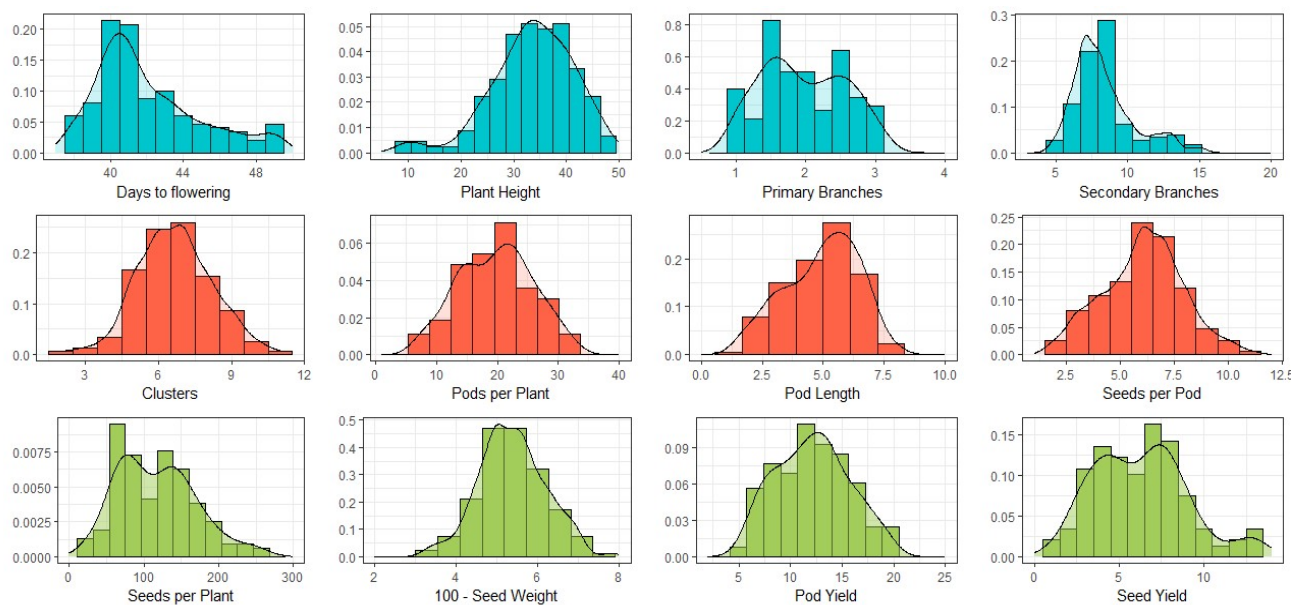 0.20
0.15
0.10
0.05
0.00
40 44 48
Days to flowering
0.05
0.04
0.03
0.02
0.01
0.00
10 20 30 40 50
Plant Height
0.8
0.6
0.4
0.2
0.0
1 2 3 4
Primary Branches
0.3
0.2
0.1
0.0
5 10 15 20
Secondary Branches
0.2
0.1
0.0
3 6 9 12
Clusters
0.06
0.04
0.02
0.00
0 10 20 30 40
Pods per Plant
0.2
0.1
0.0
0.0 2.5 5.0 7.5 10.0
Pod Length
0.25
0.20
0.15
0.10
0.05
0.00
2.5 5.0 7.5 10.0 12.5
Seeds per Pod
0.0075
0.0050
0.0025
0.0000
0 100 200 300
Seeds per Plant
0.5
0.4
0.3
0.2
0.1
0.0
2 4 6 8
100 - Seed Weight
0.09
0.06
0.03
0.00
5 10 15 20 25
Pod Yield
0.15
0.10
0.05
0.00
0 5 10
Seed Yield